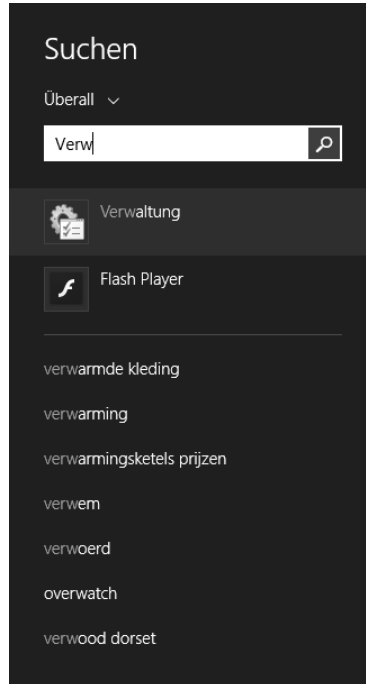 Suchen
Überall
Verw
Verwaltung
Flash Player
verwarmde kleding
verwarming
verwarmingsketels prijzen
verwem
verwoerd
overwatch
verwood dorset